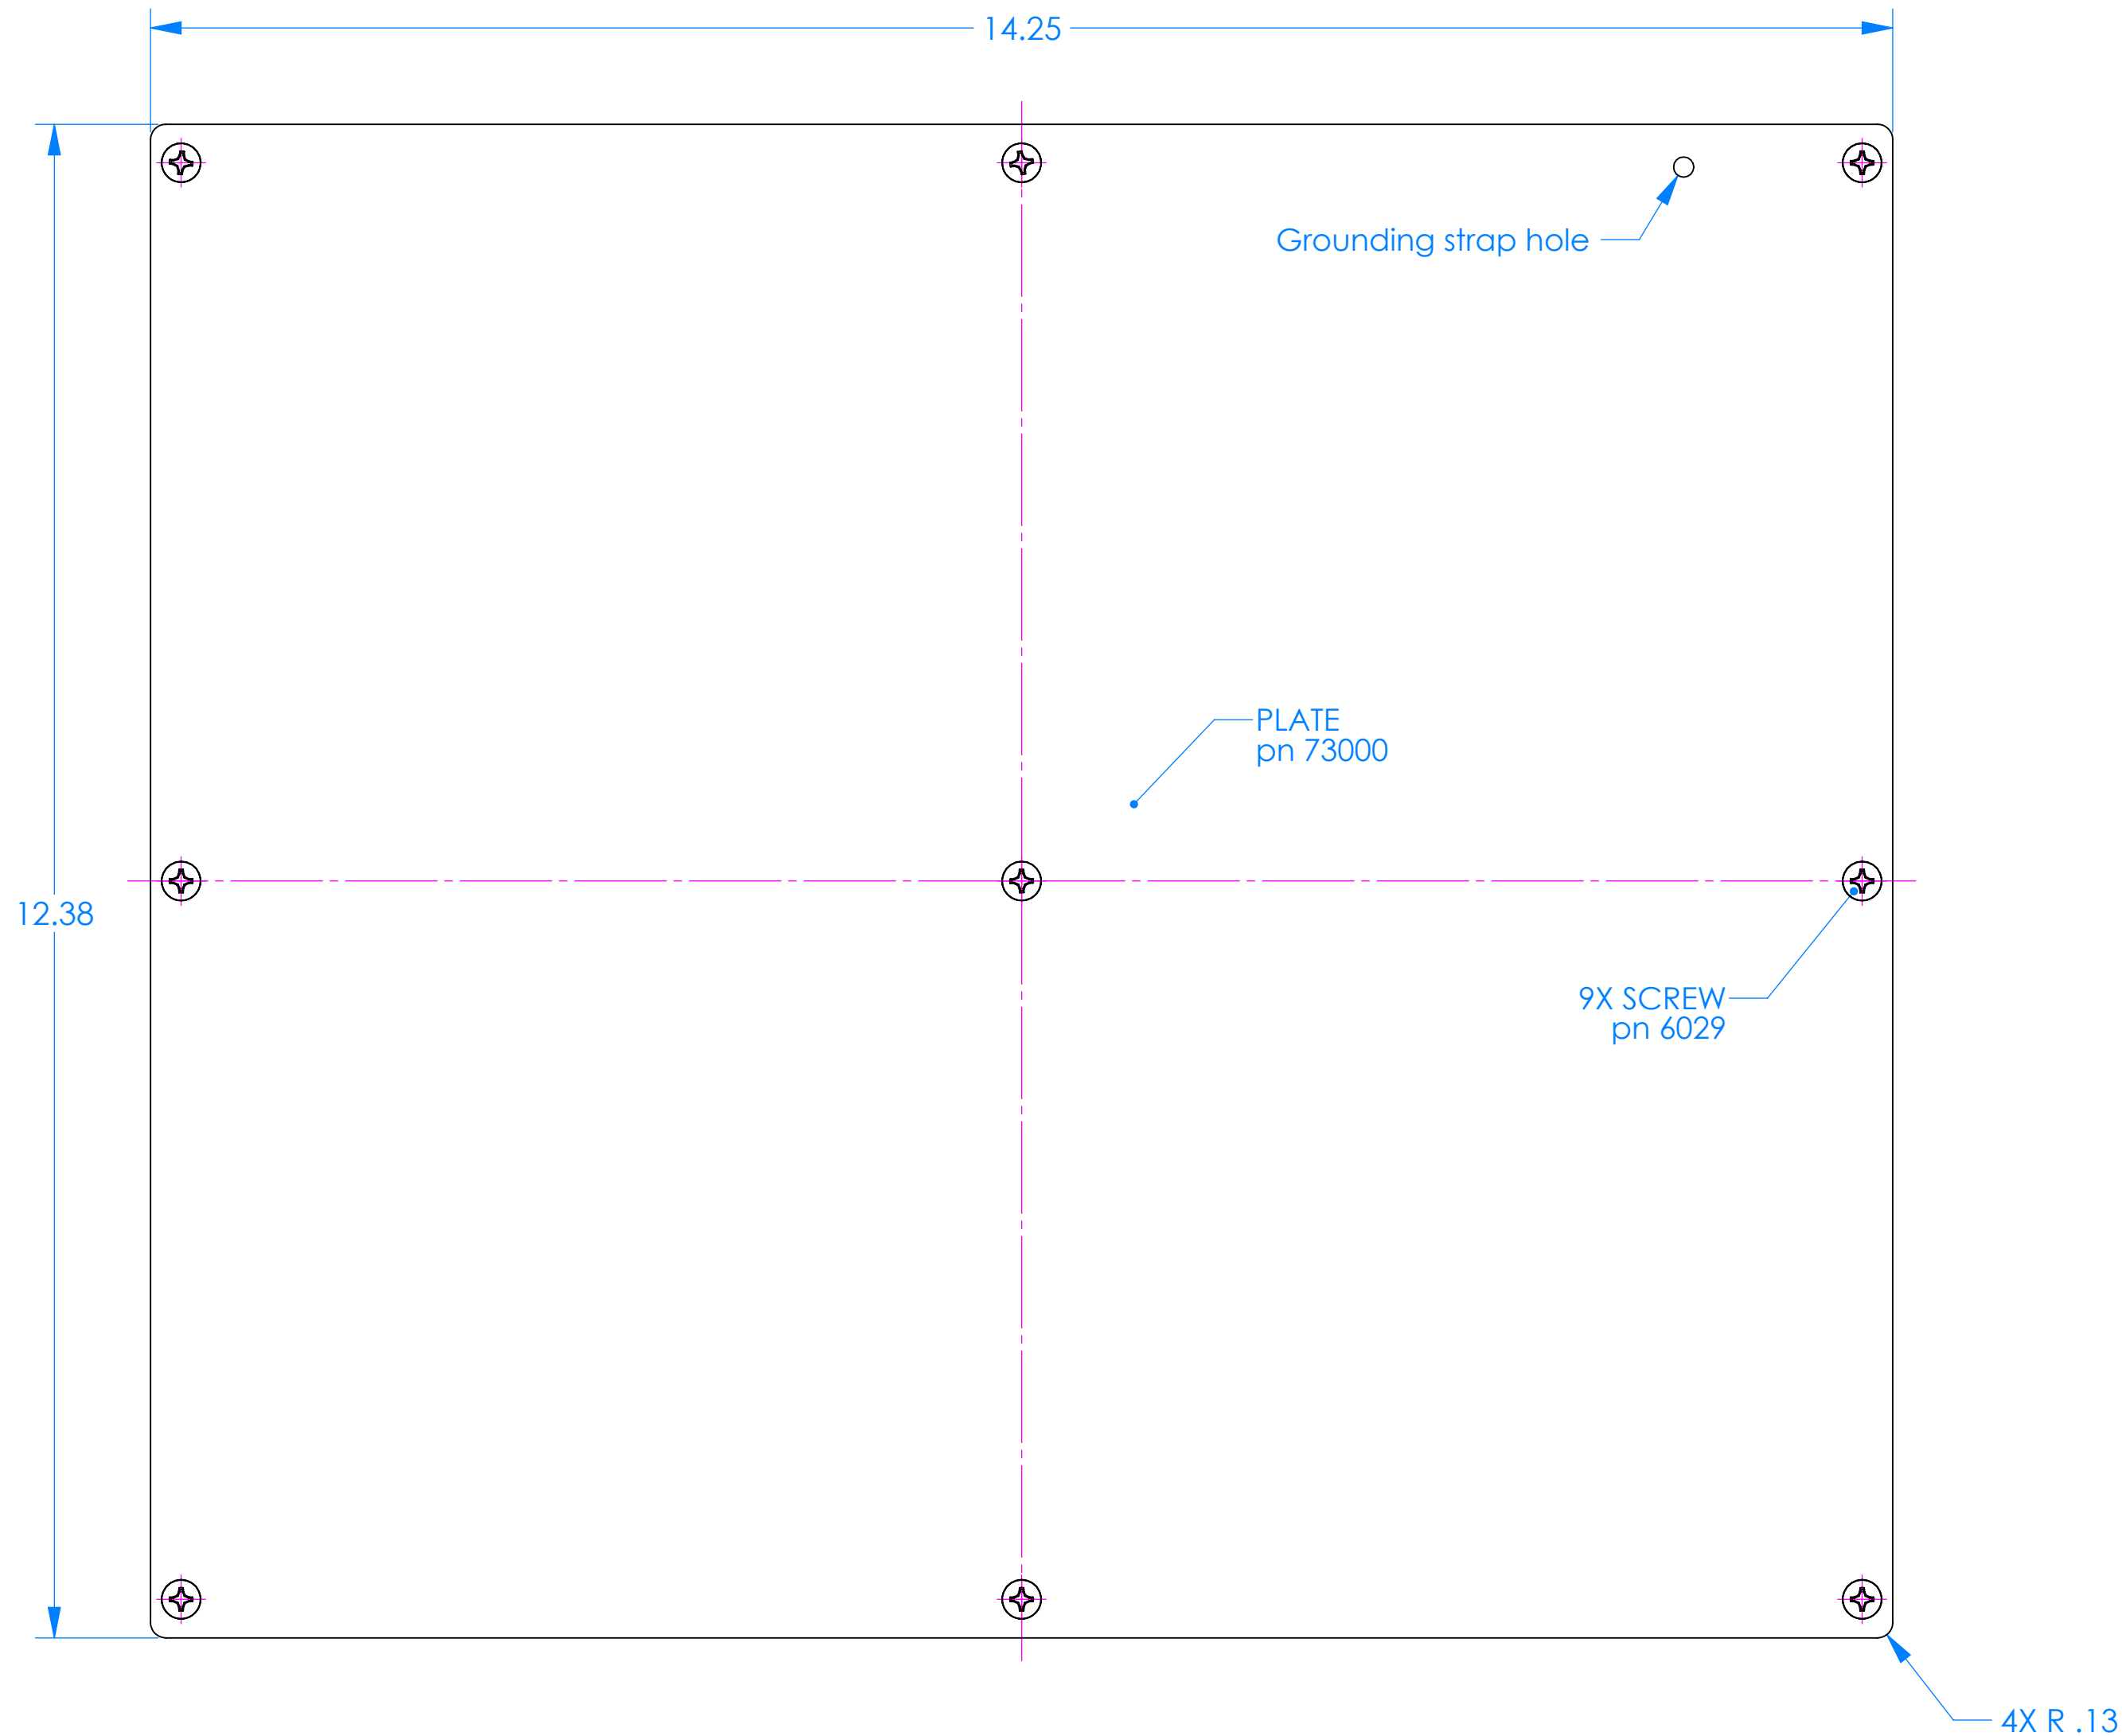 14.25
Grounding strap hole
PLATE
pn 73000
12.38
9X SCREW
pn 6029
4X R .13